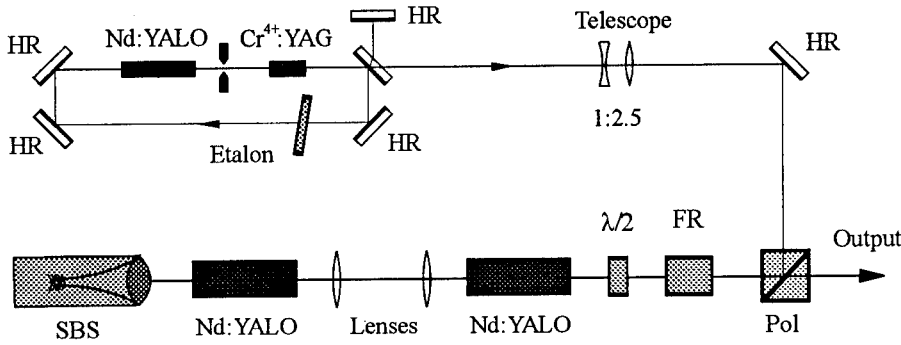 HR
Telescope
HR
Nd:YALO
Cr⁴⁺:YAG
HR
HR
Etalon
HR
1:2.5
λ/2
FR
Output
SBS
Nd:YALO
Lenses
Nd:YALO
Pol